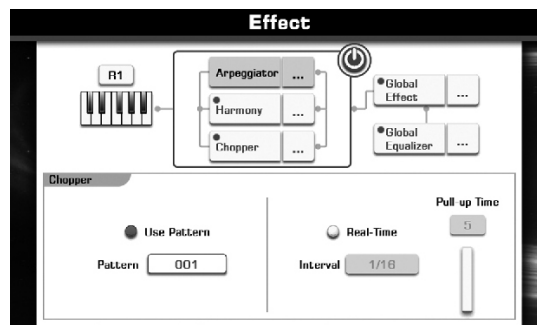 Effect
R1
Arpeggiator ...
Harmony ...
Chopper ...
Global
Effect ...
Global
Equalizer ...
Chopper
Use Pattern
Pattern 001
Real-Time
Interval 1/16
Pull-up Time
5